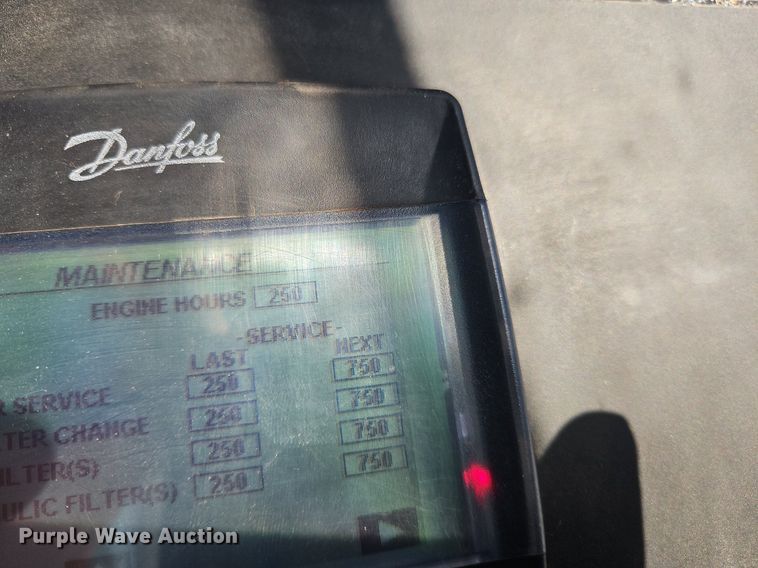 Danfoss
MAINTENANCE
ENGINE HOURS 250
-SERVICE-
LAST NEXT
R SERVICE 250 750
TER CHANGE 250 750
ILTER(S) 250 750
ULIC FILTER(S) 250 750
Purple Wave Auction®